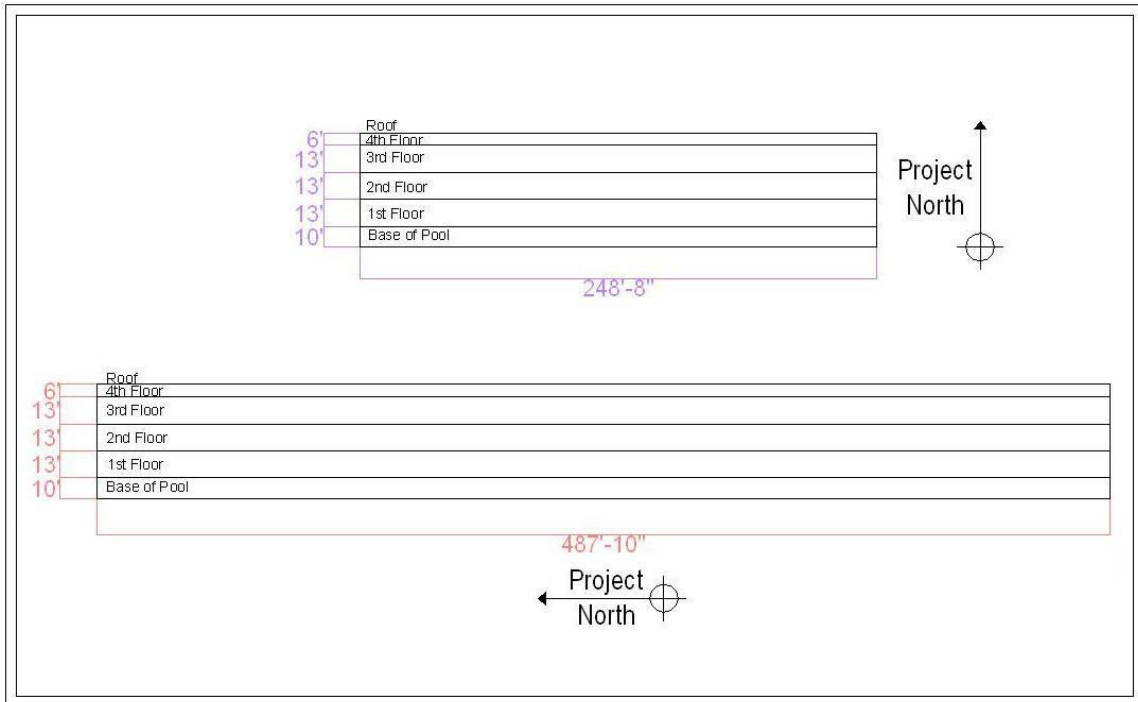 Roof
6' 4th Floor
13' 3rd Floor
13' 2nd Floor
13' 1st Floor
10' Base of Pool
248'-8"
Project
North
Roof
6' 4th Floor
13' 3rd Floor
13' 2nd Floor
13' 1st Floor
10' Base of Pool
487'-10"
Project
North